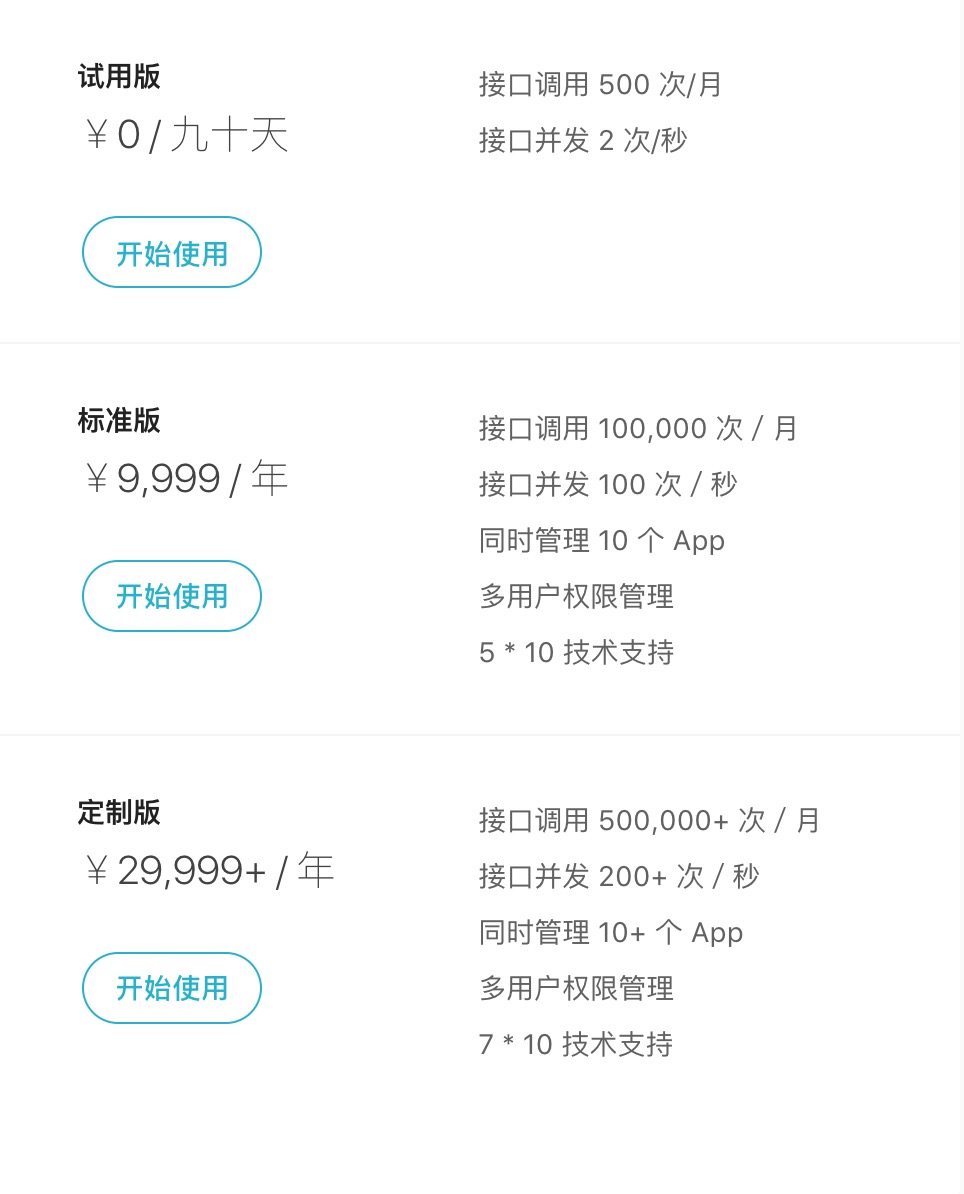 试用版
¥0/九十天
开始使用
接口调用 500 次/月
接口并发 2 次/秒
标准版
¥9,999/年
开始使用
接口调用 100,000 次 / 月
接口并发 100 次 / 秒
同时管理 10 个 App
多用户权限管理
5 * 10 技术支持
定制版
¥29,999+/年
开始使用
接口调用 500,000+ 次 / 月
接口并发 200+ 次 / 秒
同时管理 10+ 个 App
多用户权限管理
7 * 10 技术支持